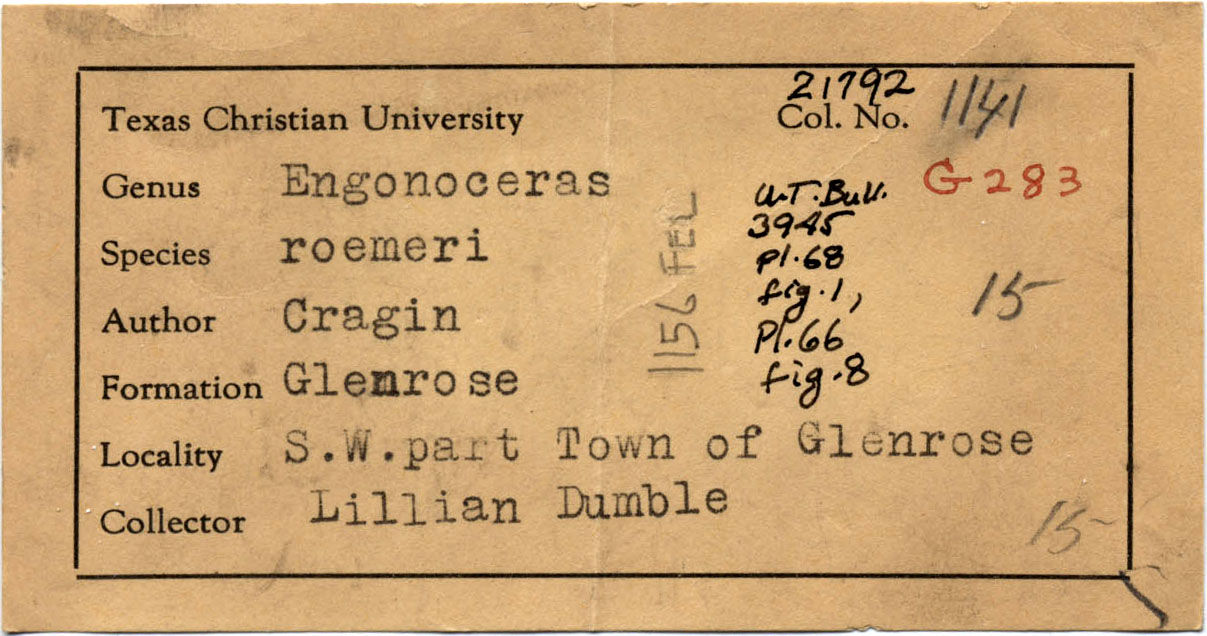 21792
Texas Christian University Col. No. 1141
Genus Engonoceras
G283
Species roemeri
Author Cragin
Formation Glenrose
Locality S.W.part Town of Glenrose
Collector Lillian Dumble
U.T. Bull.
3945
pl. 68
fig. 1,
Pl. 66
fig. 8
1156 FEL
15-
15-